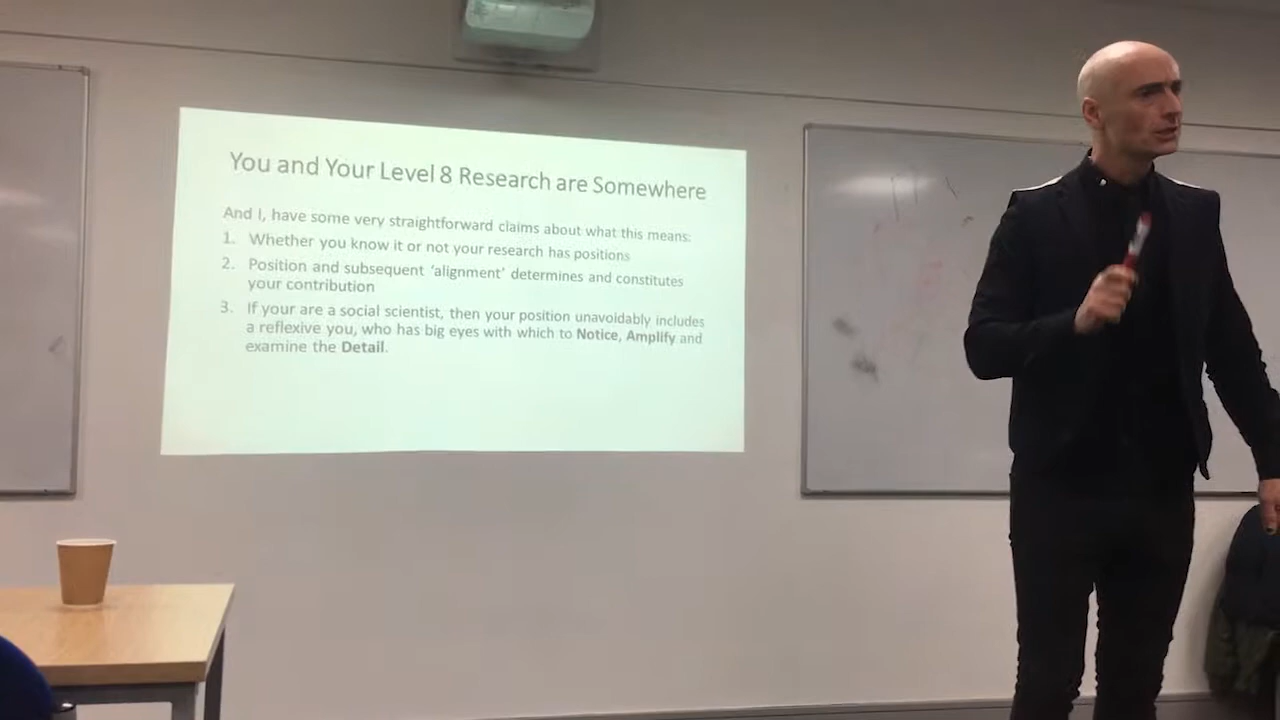 You and Your Level 8 Research are Somewhere
And I, have some very straightforward claims about what this means:
1. Whether you know it or not your research has positions
2. Position and subsequent ‘alignment’ determines and constitutes
your contribution
3. If your are a social scientist, then your position unavoidably includes
a reflexive you, who has big eyes with which to Notice, Amplify and
examine the Detail.